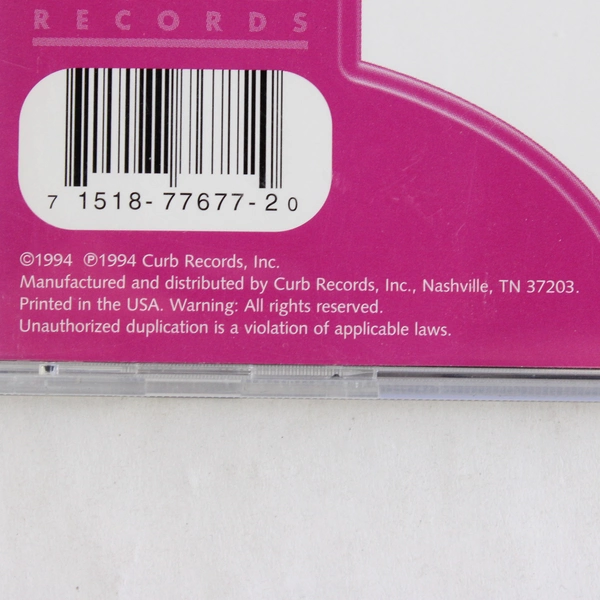 RECORDS
7 1518-77677-2 0
©1994 ℗1994 Curb Records, Inc.
Manufactured and distributed by Curb Records, Inc., Nashville, TN 37203.
Printed in the USA. Warning: All rights reserved.
Unauthorized duplication is a violation of applicable laws.